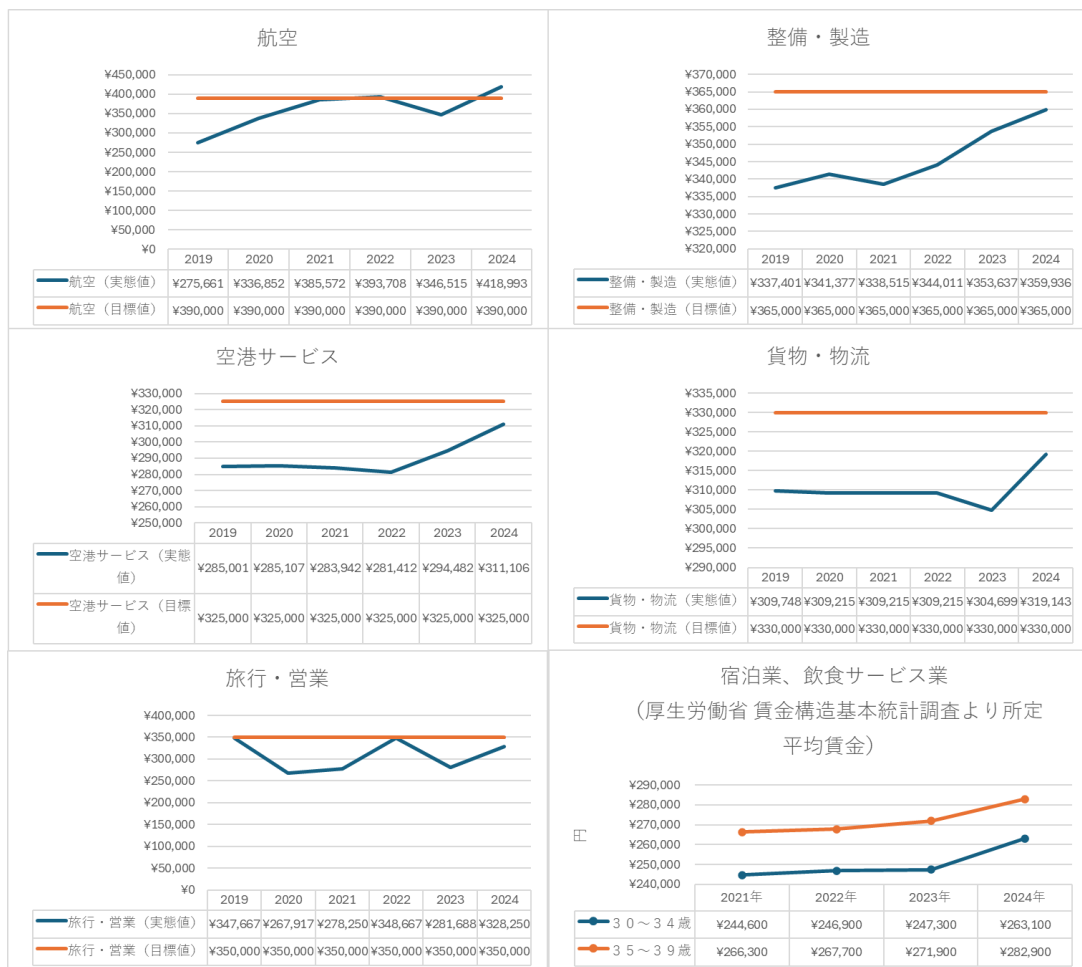 航空
¥450,000
¥400,000
¥350,000
¥300,000
¥250,000
¥200,000
¥150,000
¥100,000
¥50,000
¥0
2019 2020 2021 2022 2023 2024
航空（実態値） ¥275,661 ¥336,852 ¥385,572 ¥393,708 ¥346,515 ¥418,993
航空（目標値） ¥390,000 ¥390,000 ¥390,000 ¥390,000 ¥390,000 ¥390,000
整備・製造
¥370,000
¥365,000
¥360,000
¥355,000
¥350,000
¥345,000
¥340,000
¥335,000
¥330,000
¥325,000
¥320,000
2019 2020 2021 2022 2023 2024
整備・製造（実態値） ¥337,401 ¥341,377 ¥338,515 ¥344,011 ¥353,637 ¥359,936
整備・製造（目標値） ¥365,000 ¥365,000 ¥365,000 ¥365,000 ¥365,000 ¥365,000
空港サービス
¥330,000
¥320,000
¥310,000
¥300,000
¥290,000
¥280,000
¥270,000
¥260,000
¥250,000
2019 2020 2021 2022 2023 2024
空港サービス（実態
値） ¥285,001 ¥285,107 ¥283,942 ¥281,412 ¥294,482 ¥311,106
空港サービス（目標
値） ¥325,000 ¥325,000 ¥325,000 ¥325,000 ¥325,000 ¥325,000
貨物・物流
¥335,000
¥330,000
¥325,000
¥320,000
¥315,000
¥310,000
¥305,000
¥300,000
¥295,000
¥290,000
2019 2020 2021 2022 2023 2024
貨物・物流（実態値） ¥309,748 ¥309,215 ¥309,215 ¥309,215 ¥304,699 ¥319,143
貨物・物流（目標値） ¥330,000 ¥330,000 ¥330,000 ¥330,000 ¥330,000 ¥330,000
旅行・営業
¥400,000
¥350,000
¥300,000
¥250,000
¥200,000
¥150,000
¥100,000
¥50,000
¥0
2019 2020 2021 2022 2023 2024
旅行・営業（実態値） ¥347,667 ¥267,917 ¥278,250 ¥348,667 ¥281,688 ¥328,250
旅行・営業（目標値） ¥350,000 ¥350,000 ¥350,000 ¥350,000 ¥350,000 ¥350,000
宿泊業、飲食サービス業
（厚生労働省 賃金構造基本統計調査より所定
平均賃金）
円
¥290,000
¥280,000
¥270,000
¥260,000
¥250,000
¥240,000
2021年 2022年 2023年 2024年
３０～３４歳 ¥244,600 ¥246,900 ¥247,300 ¥263,100
３５～３９歳 ¥266,300 ¥267,700 ¥271,900 ¥282,900